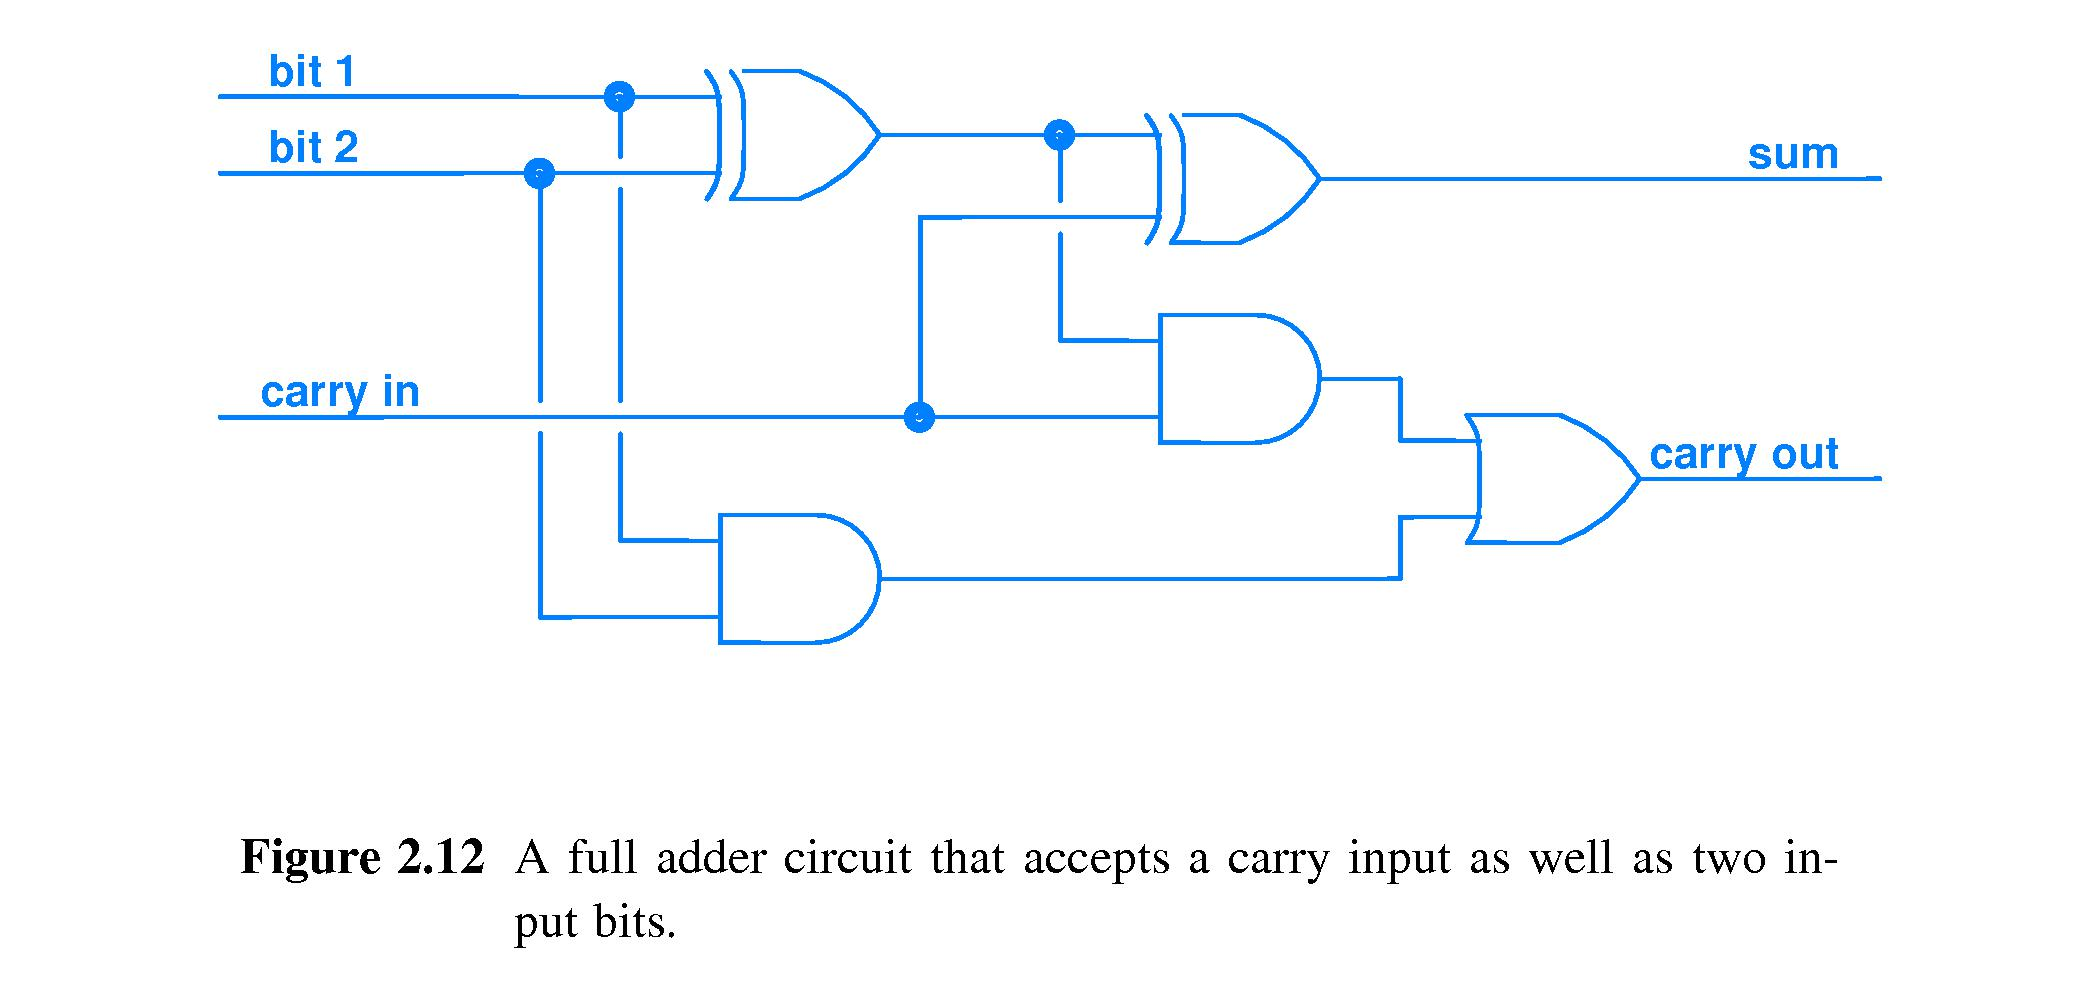 bit 1
bit 2
sum
carry in
carry out
Figure 2.12 A full adder circuit that accepts a carry input as well as two in-
put bits.